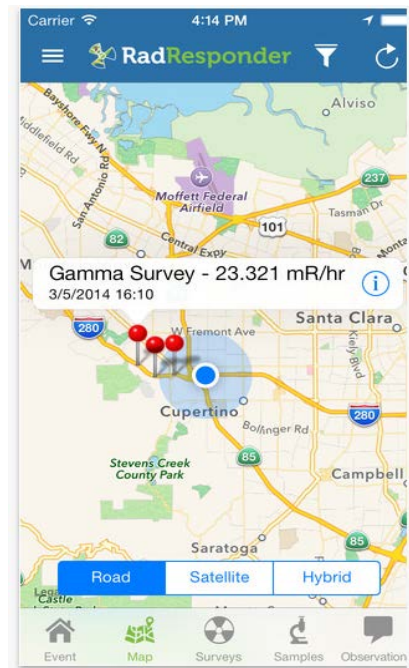 Carrier 4:14 PM
RadResponder
Alviso
Bayshore Fwy N
Middlefield Rd
San Antonio Rd
237
Moffett Federal
Airfield
Tasman Dr
101
82
Central Expy
Gamma Survey - 23.321 mR/hr
3/5/2014 16:10
Santa Clara
280
W Fremont Ave
Kiely Blvd
Cupertino
280
Bollinger Rd
85
Stevens Creek
County Park
Campbell
85
Saratoga
Road Satellite Hybrid
Castle
Event Map Surveys Samples Observation